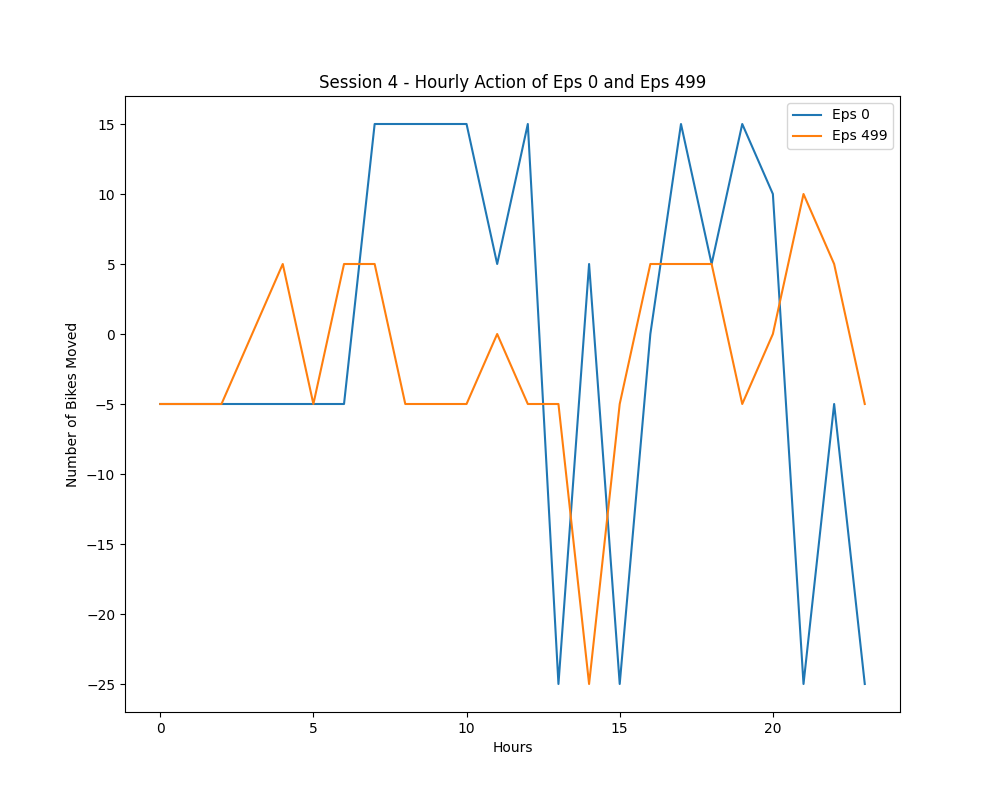 Session 4 - Hourly Action of Eps 0 and Eps 499
Eps 0
Eps 499
Number of Bikes Moved
15
10
5
0
−5
−10
−15
−20
−25
0 5 10 15 20
Hours